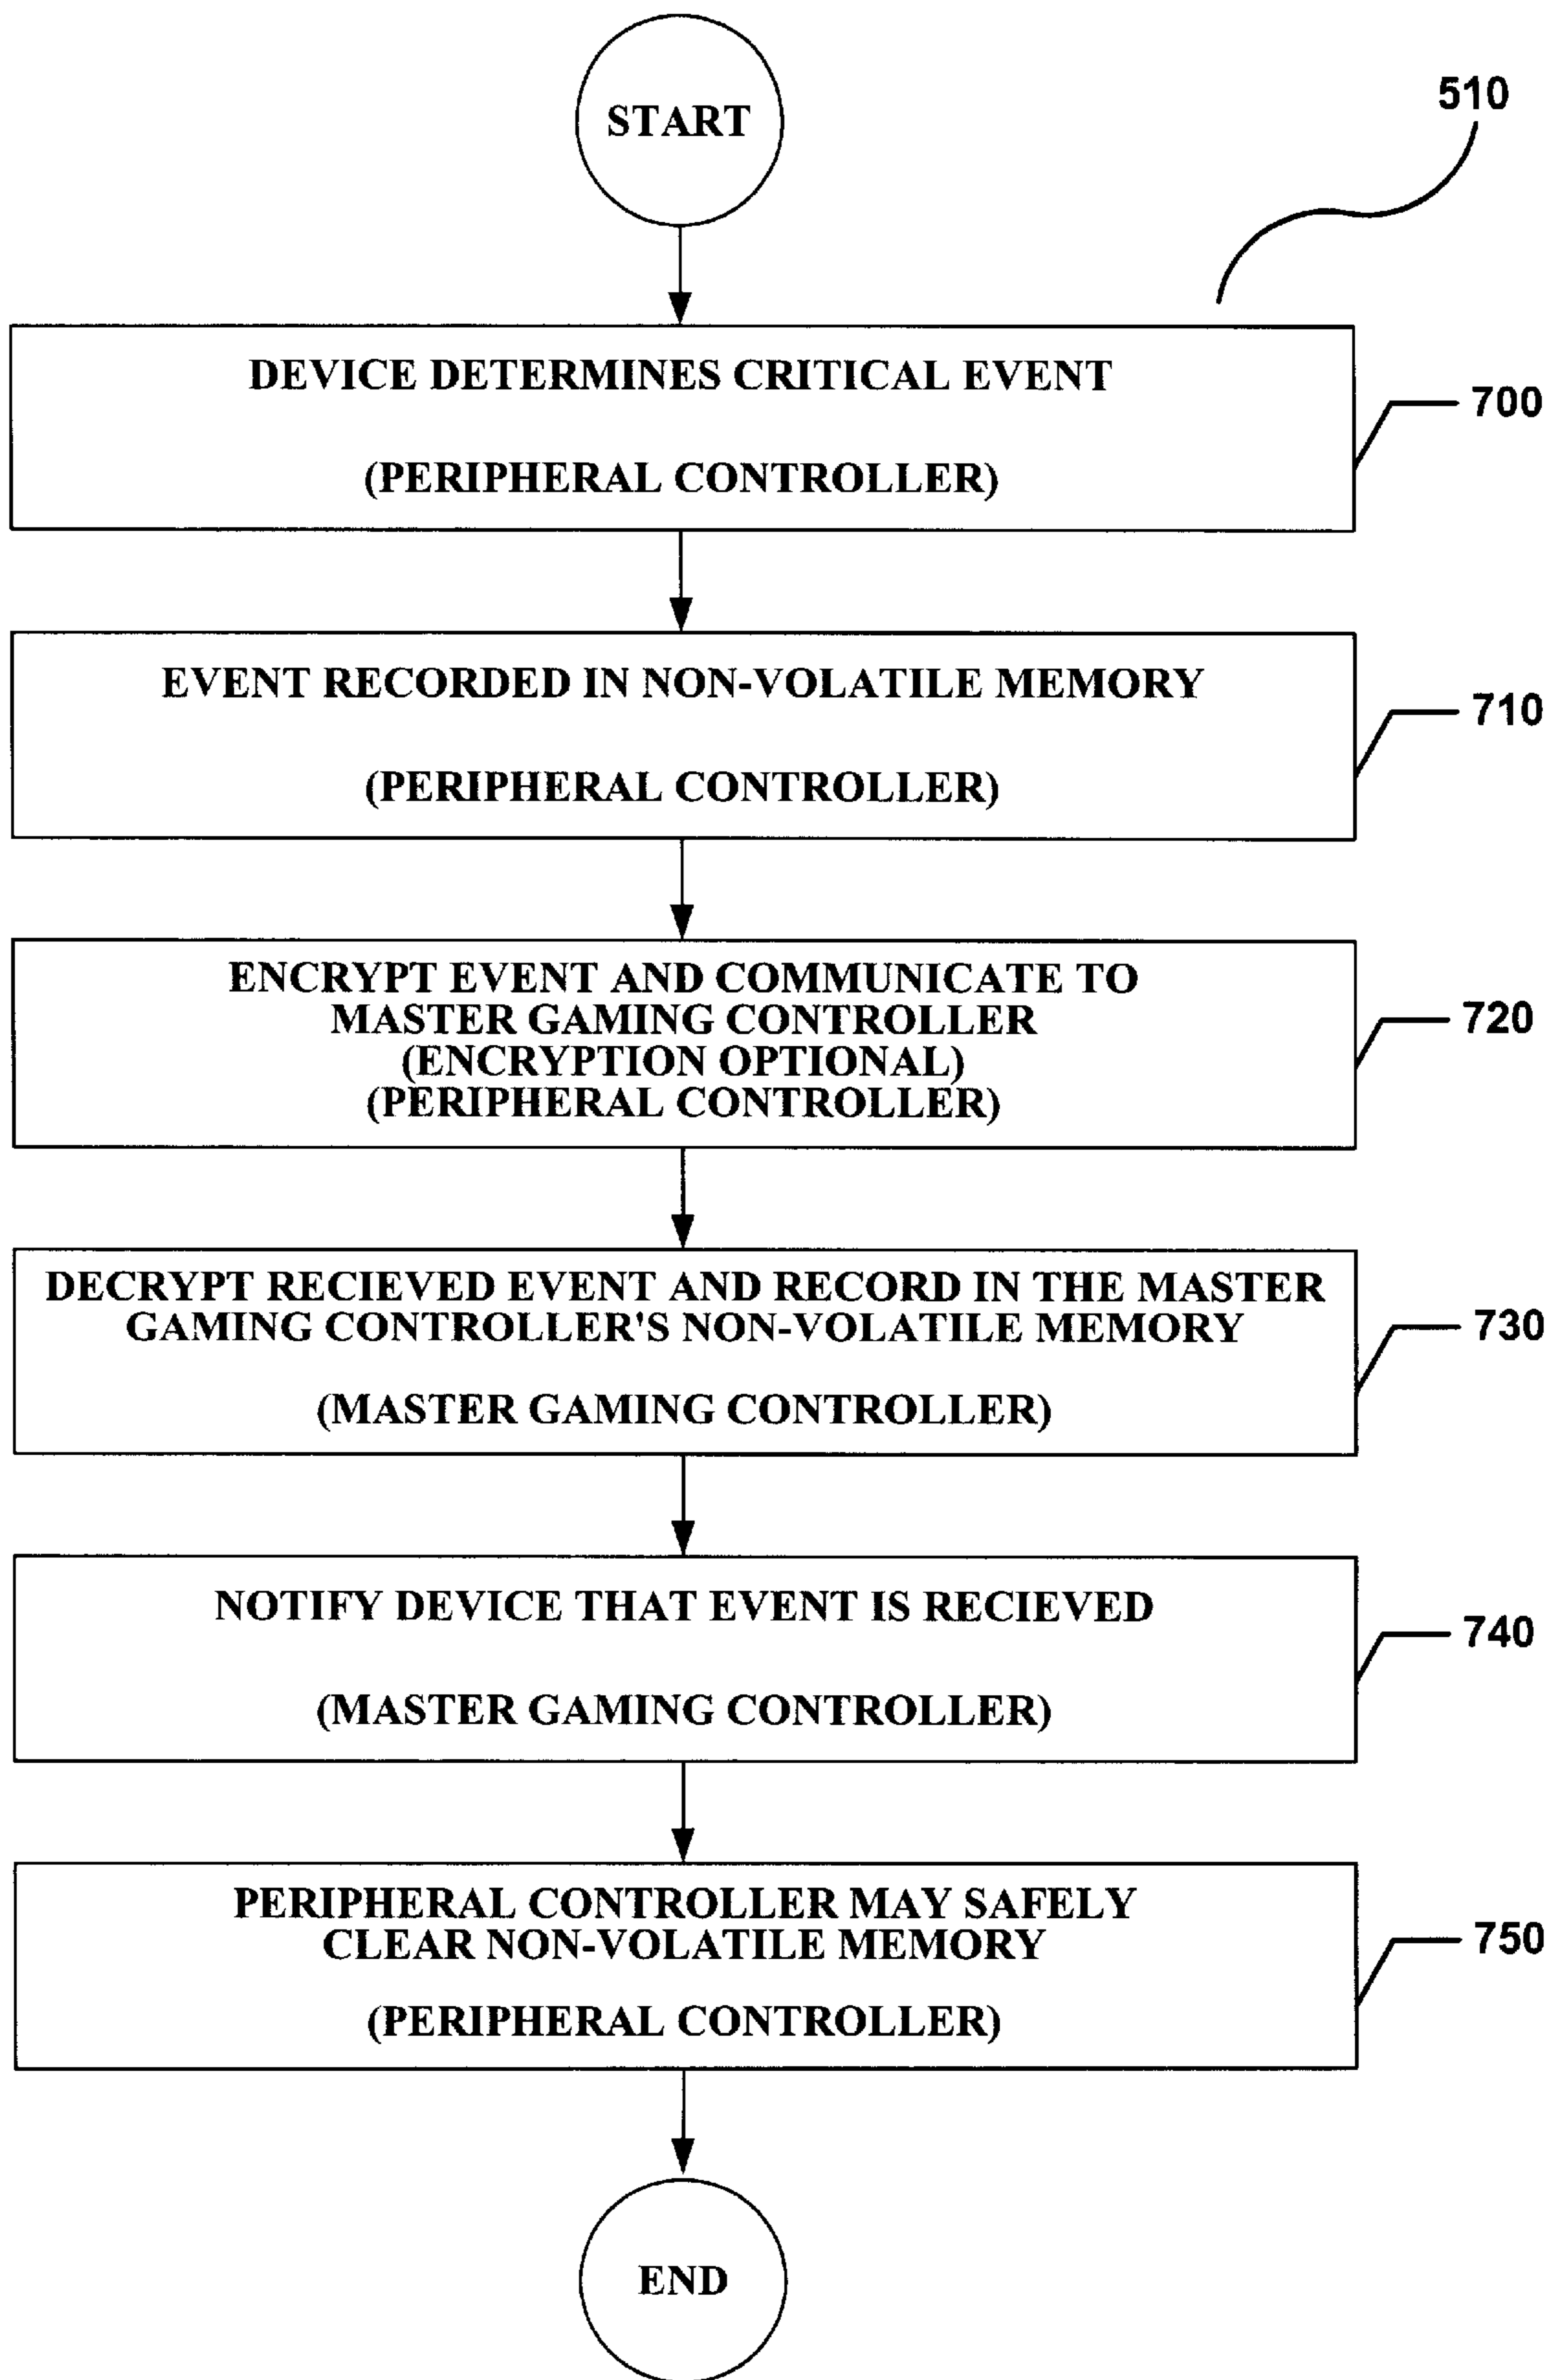 START
510
DEVICE DETERMINES CRITICAL EVENT
(PERIPHERAL CONTROLLER)
700
EVENT RECORDED IN NON-VOLATILE MEMORY
(PERIPHERAL CONTROLLER)
710
ENCRYPT EVENT AND COMMUNICATE TO
MASTER GAMING CONTROLLER
(ENCRYPTION OPTIONAL)
(PERIPHERAL CONTROLLER)
720
DECRYPT RECIEVED EVENT AND RECORD IN THE MASTER
GAMING CONTROLLER'S NON-VOLATILE MEMORY
(MASTER GAMING CONTROLLER)
730
NOTIFY DEVICE THAT EVENT IS RECIEVED
(MASTER GAMING CONTROLLER)
740
PERIPHERAL CONTROLLER MAY SAFELY
CLEAR NON-VOLATILE MEMORY
(PERIPHERAL CONTROLLER)
750
END